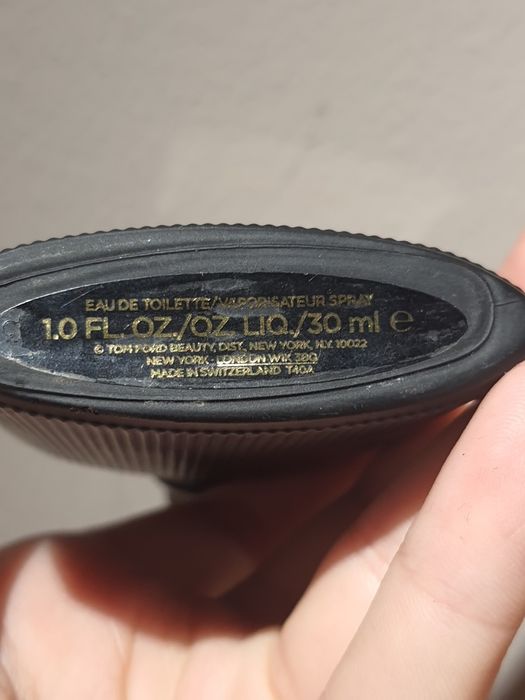 EAU DE TOILETTE/VAPORISATEUR SPRAY
1.0 FL. OZ./OZ. LIQ./30 ml ℮
© TOM FORD BEAUTY, DIST. NEW YORK, N.Y. 10022
NEW YORK · LONDON W1K 3BQ
MADE IN SWITZERLAND T40A